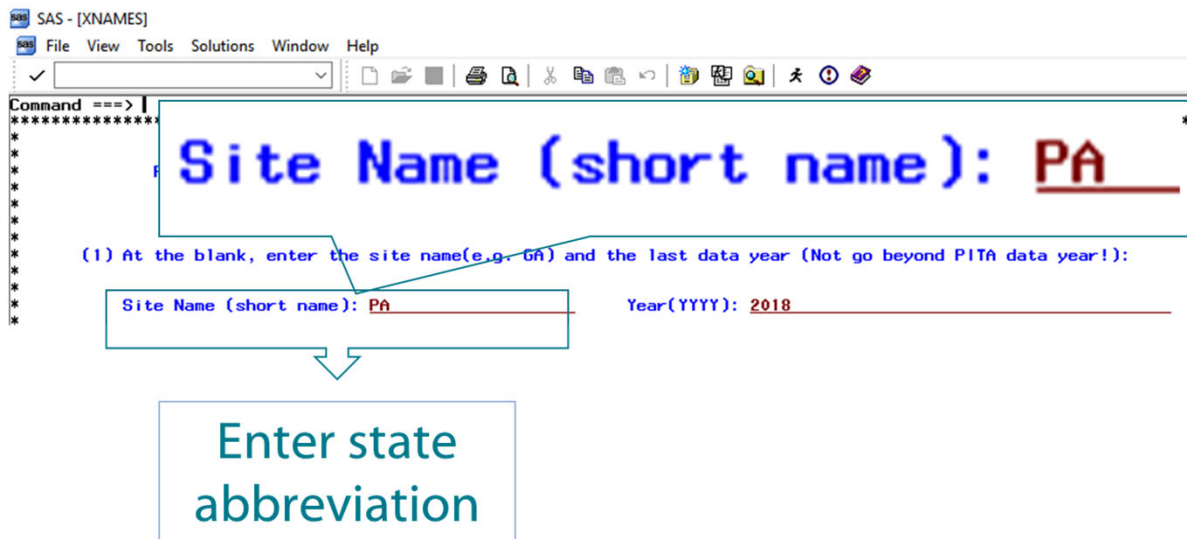 SAS - [XNAMES]
File View Tools Solutions Window Help
Command ===>
Site Name (short name): PA
(1) At the blank, enter the site name(e.g. GA) and the last data year (Not go beyond PITA data year!):
Site Name (short name): PA Year(YYYY): 2018
Enter state
abbreviation